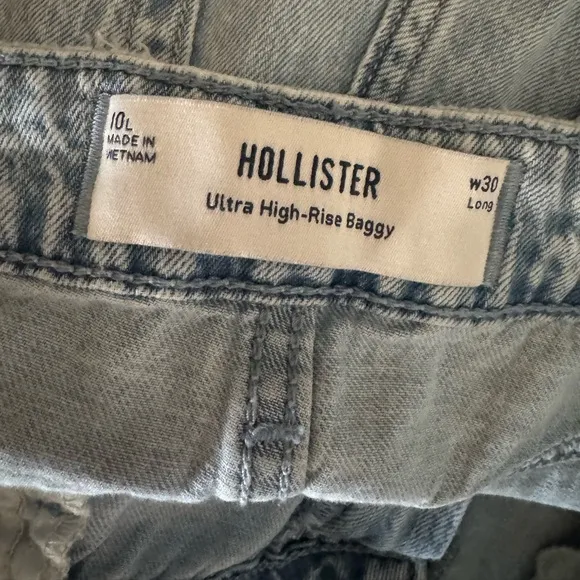 10L
MADE IN
VIETNAM
HOLLISTER
Ultra High-Rise Baggy
W30
Long